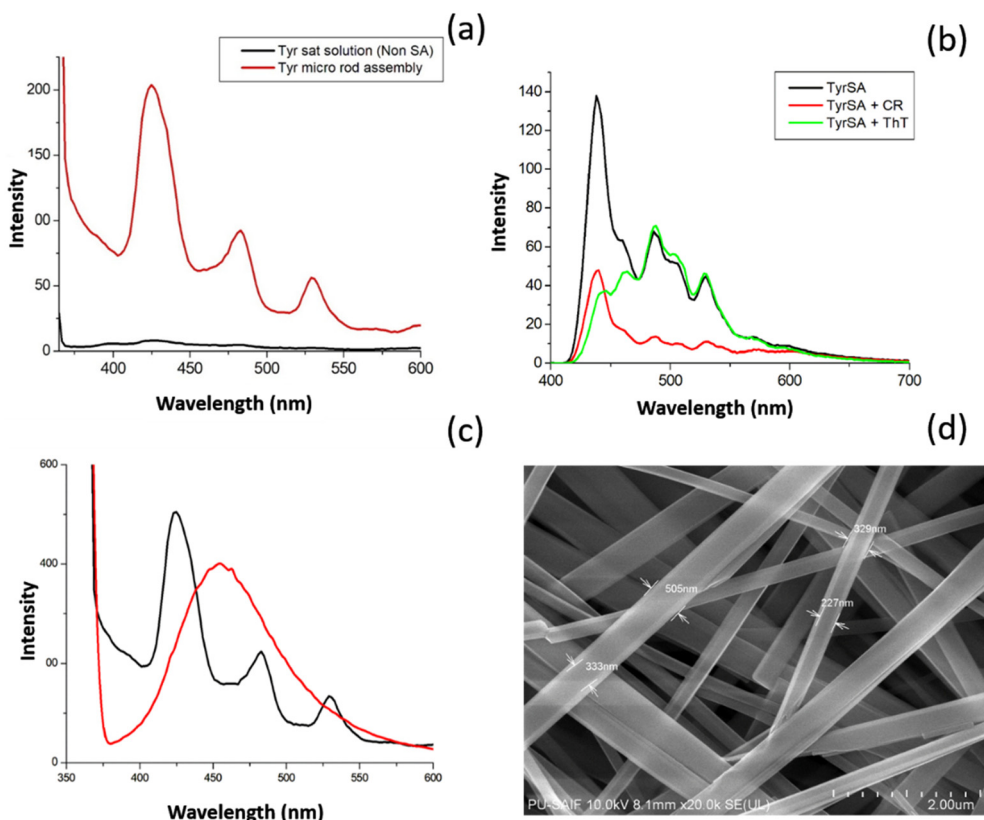 (a)
Tyr sat solution (Non SA)
Tyr micro rod assembly
200
150
00
50
0
400 450 500 550 600
Intensity
Wavelength (nm)
(b)
TyrSA
TyrSA + CR
TyrSA + ThT
140
120
100
80
60
40
20
0
400 500 600 700
Intensity
Wavelength (nm)
(c)
600
400
00
0
350 400 450 500 550 600
Intensity
Wavelength (nm)
(d)
329nm
505nm
227nm
333nm
PU-SAIF 10.0kV 8.1mm x20.0k SE(UL)
2.00um